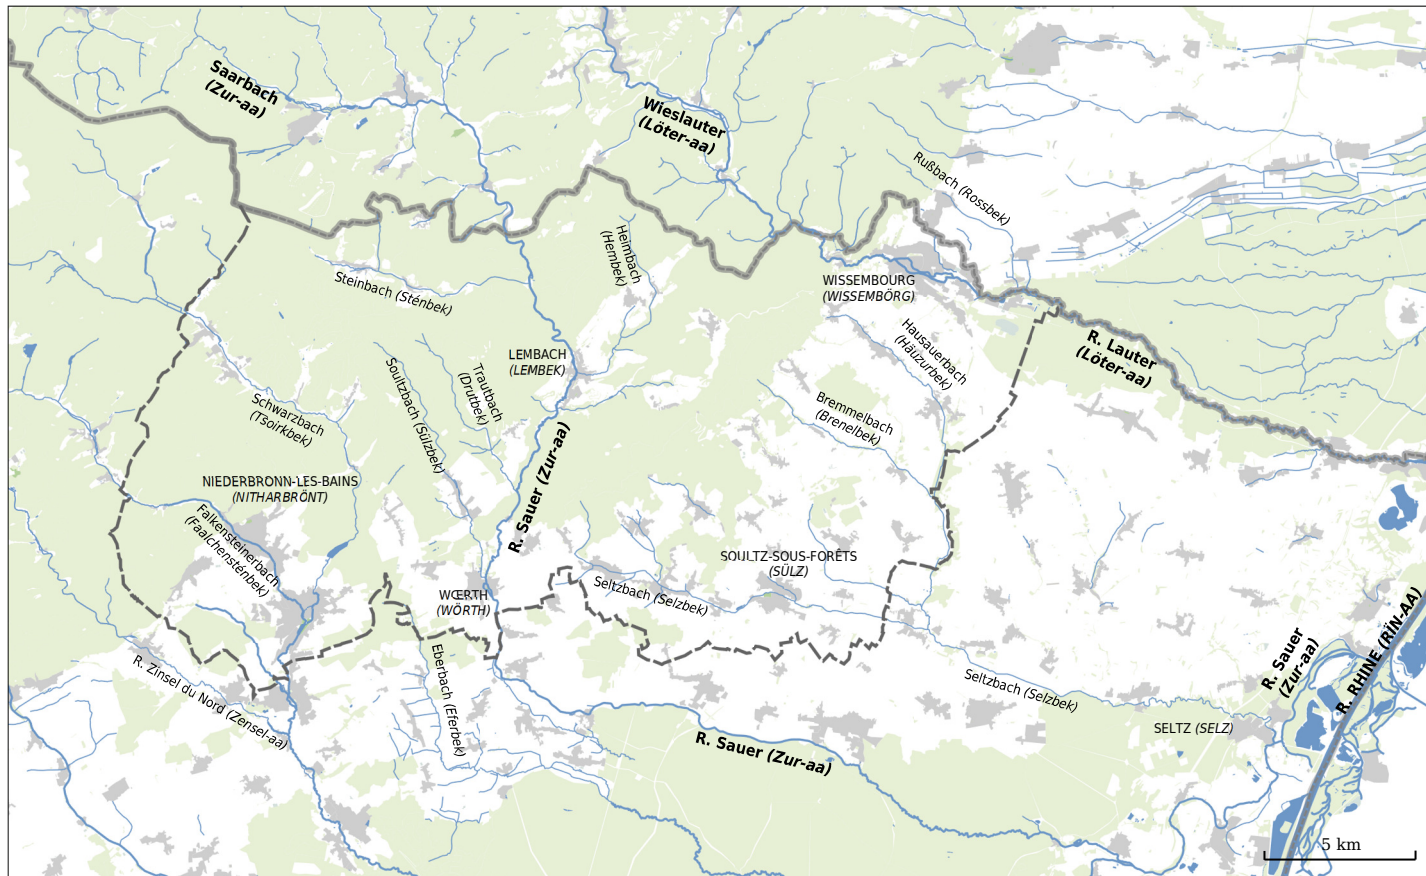 Saarbach
(Zur-aa)
Wieslauter
(Löter-aa)
Rußbach (Rossbek)
Heimbach
(Hembek)
Steinbach (Sténbek)
WISSEMBOURG
(WISSEMBÖRG)
Hausauerbach
(Häüzurbek)
R. Lauter
(Löter-aa)
LEMBACH
(LEMBEK)
Trautbach
(Drutbek)
Soultzbach (Sülzbek)
Schwarzbach
(Tsoirkbek)
Bremmelbach
(Brenelbek)
R. Sauer (Zur-aa)
NIEDERBRONN-LES-BAINS
(NITHARBRÖNT)
Falkensteinerbach
(Faalchensténbek)
SOULTZ-SOUS-FORÊTS
(SÜLZ)
WŒRTH
(WÖRTH)
Seltzbach (Selzbek)
R. Zinsel du Nord (Zensel-aa)
Eberbach (Eferbek)
Seltzbach (Selzbek)
R. Sauer
(Zur-aa)
R. RHINE (RÏN-AA)
SELTZ (SELZ)
R. Sauer (Zur-aa)
5 km